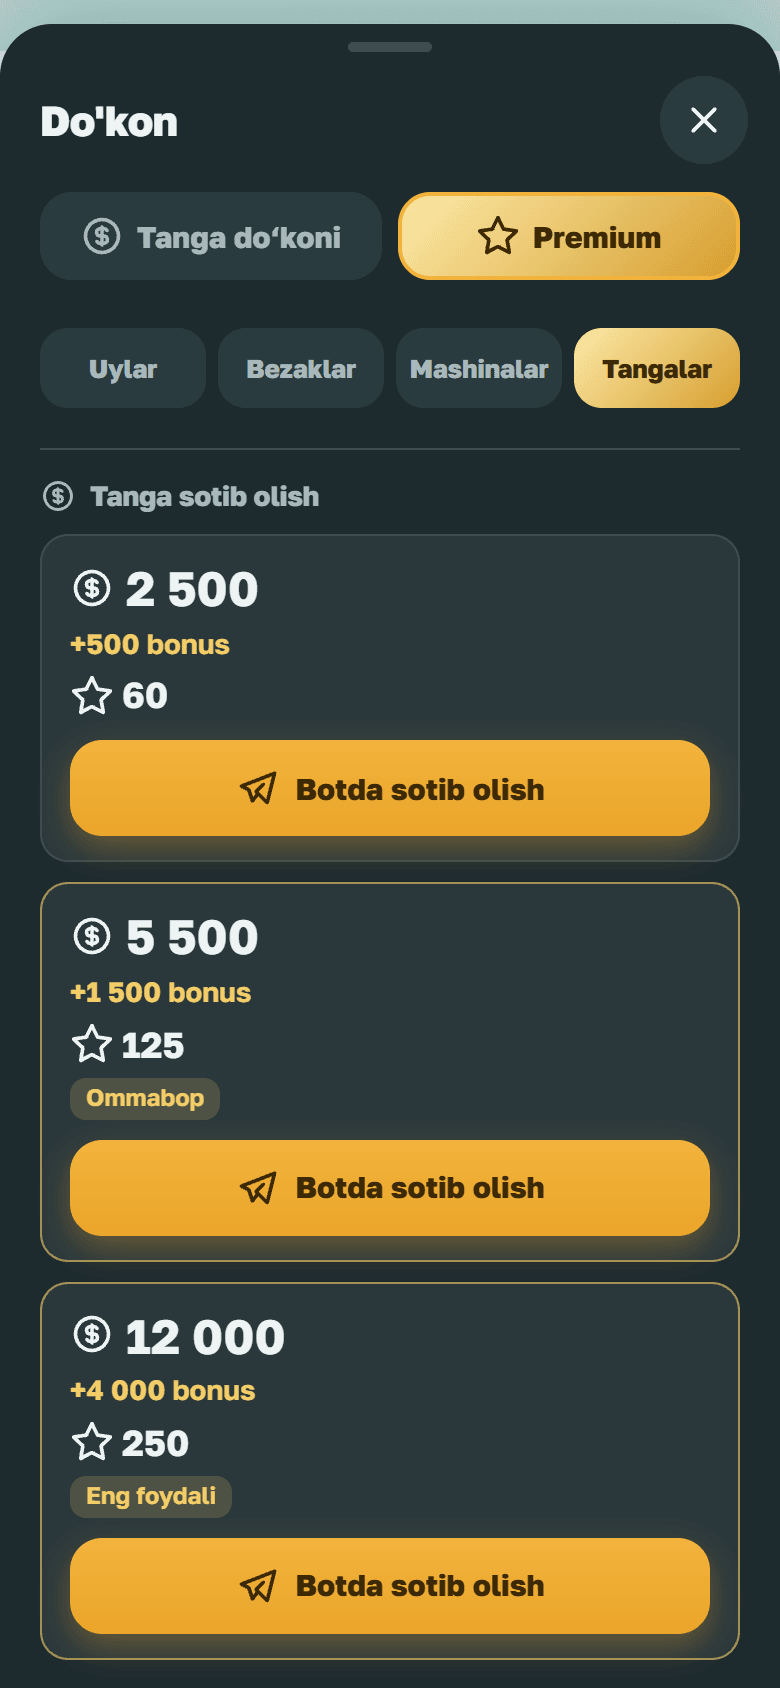 Do'kon
Tanga do‘koni
Premium
Uylar
Bezaklar
Mashinalar
Tangalar
Tanga sotib olish
2 500
+500 bonus
60
Botda sotib olish
5 500
+1 500 bonus
125
Ommabop
Botda sotib olish
12 000
+4 000 bonus
250
Eng foydali
Botda sotib olish